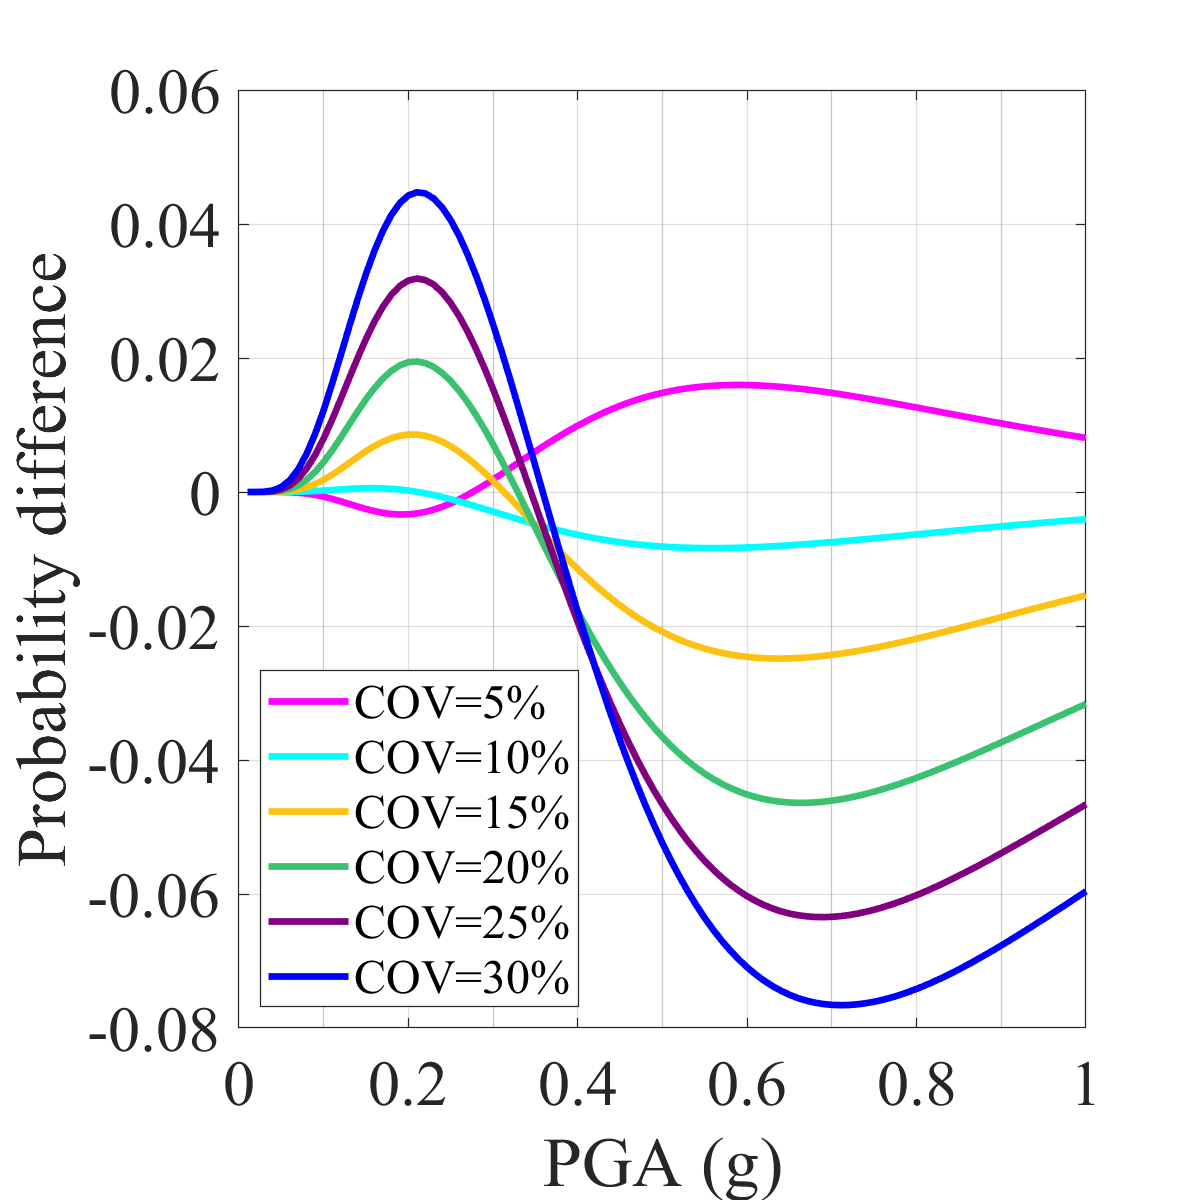 0.06
0.04
0.02
0
-0.02
-0.04
-0.06
-0.08
Probability difference
COV=5%
COV=10%
COV=15%
COV=20%
COV=25%
COV=30%
0 0.2 0.4 0.6 0.8 1
PGA (g)